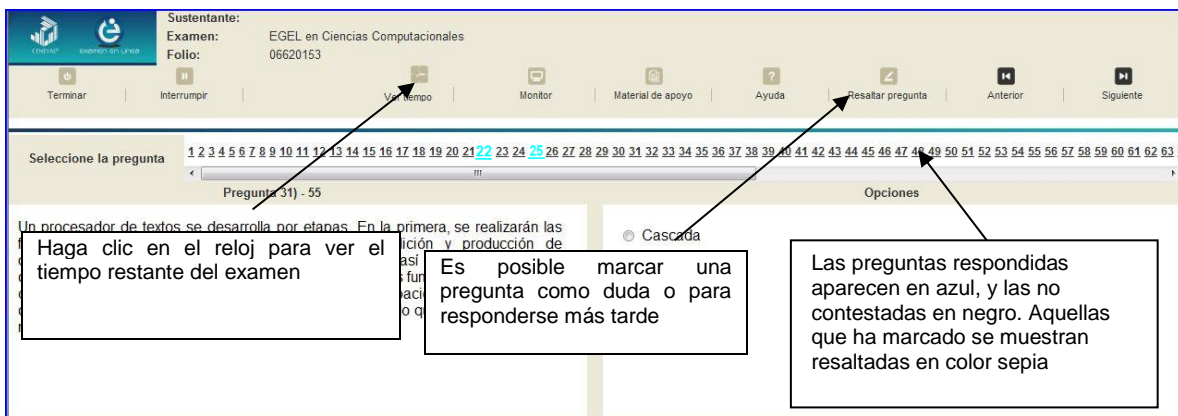 CENEVAL
EXAMEN EN LÍNEA
Sustentante:
Examen: EGEL en Ciencias Computacionales
Folio: 06620153
Terminar
Interrumpir
Ver tiempo
Monitor
Material de apoyo
Ayuda
Resaltar pregunta
Anterior
Siguiente
Seleccione la pregunta
1 2 3 4 5 6 7 8 9 10 11 12 13 14 15 16 17 18 19 20 21 22 23 24 25 26 27 28 29 30 31 32 33 34 35 36 37 38 39 40 41 42 43 44 45 46 47 48 49 50 51 52 53 54 55 56 57 58 59 60 61 62 63
Pregunta 31) - 55
Opciones
Un procesador de textos se desarrolla por etapas. En la primera, se realizarán las
ición y producción de
así
s fun
paci
o qu
Haga clic en el reloj para ver el
tiempo restante del examen
Es posible marcar una
pregunta como duda o para
responderse más tarde
Cascada
Las preguntas respondidas
aparecen en azul, y las no
contestadas en negro. Aquellas
que ha marcado se muestran
resaltadas en color sepia